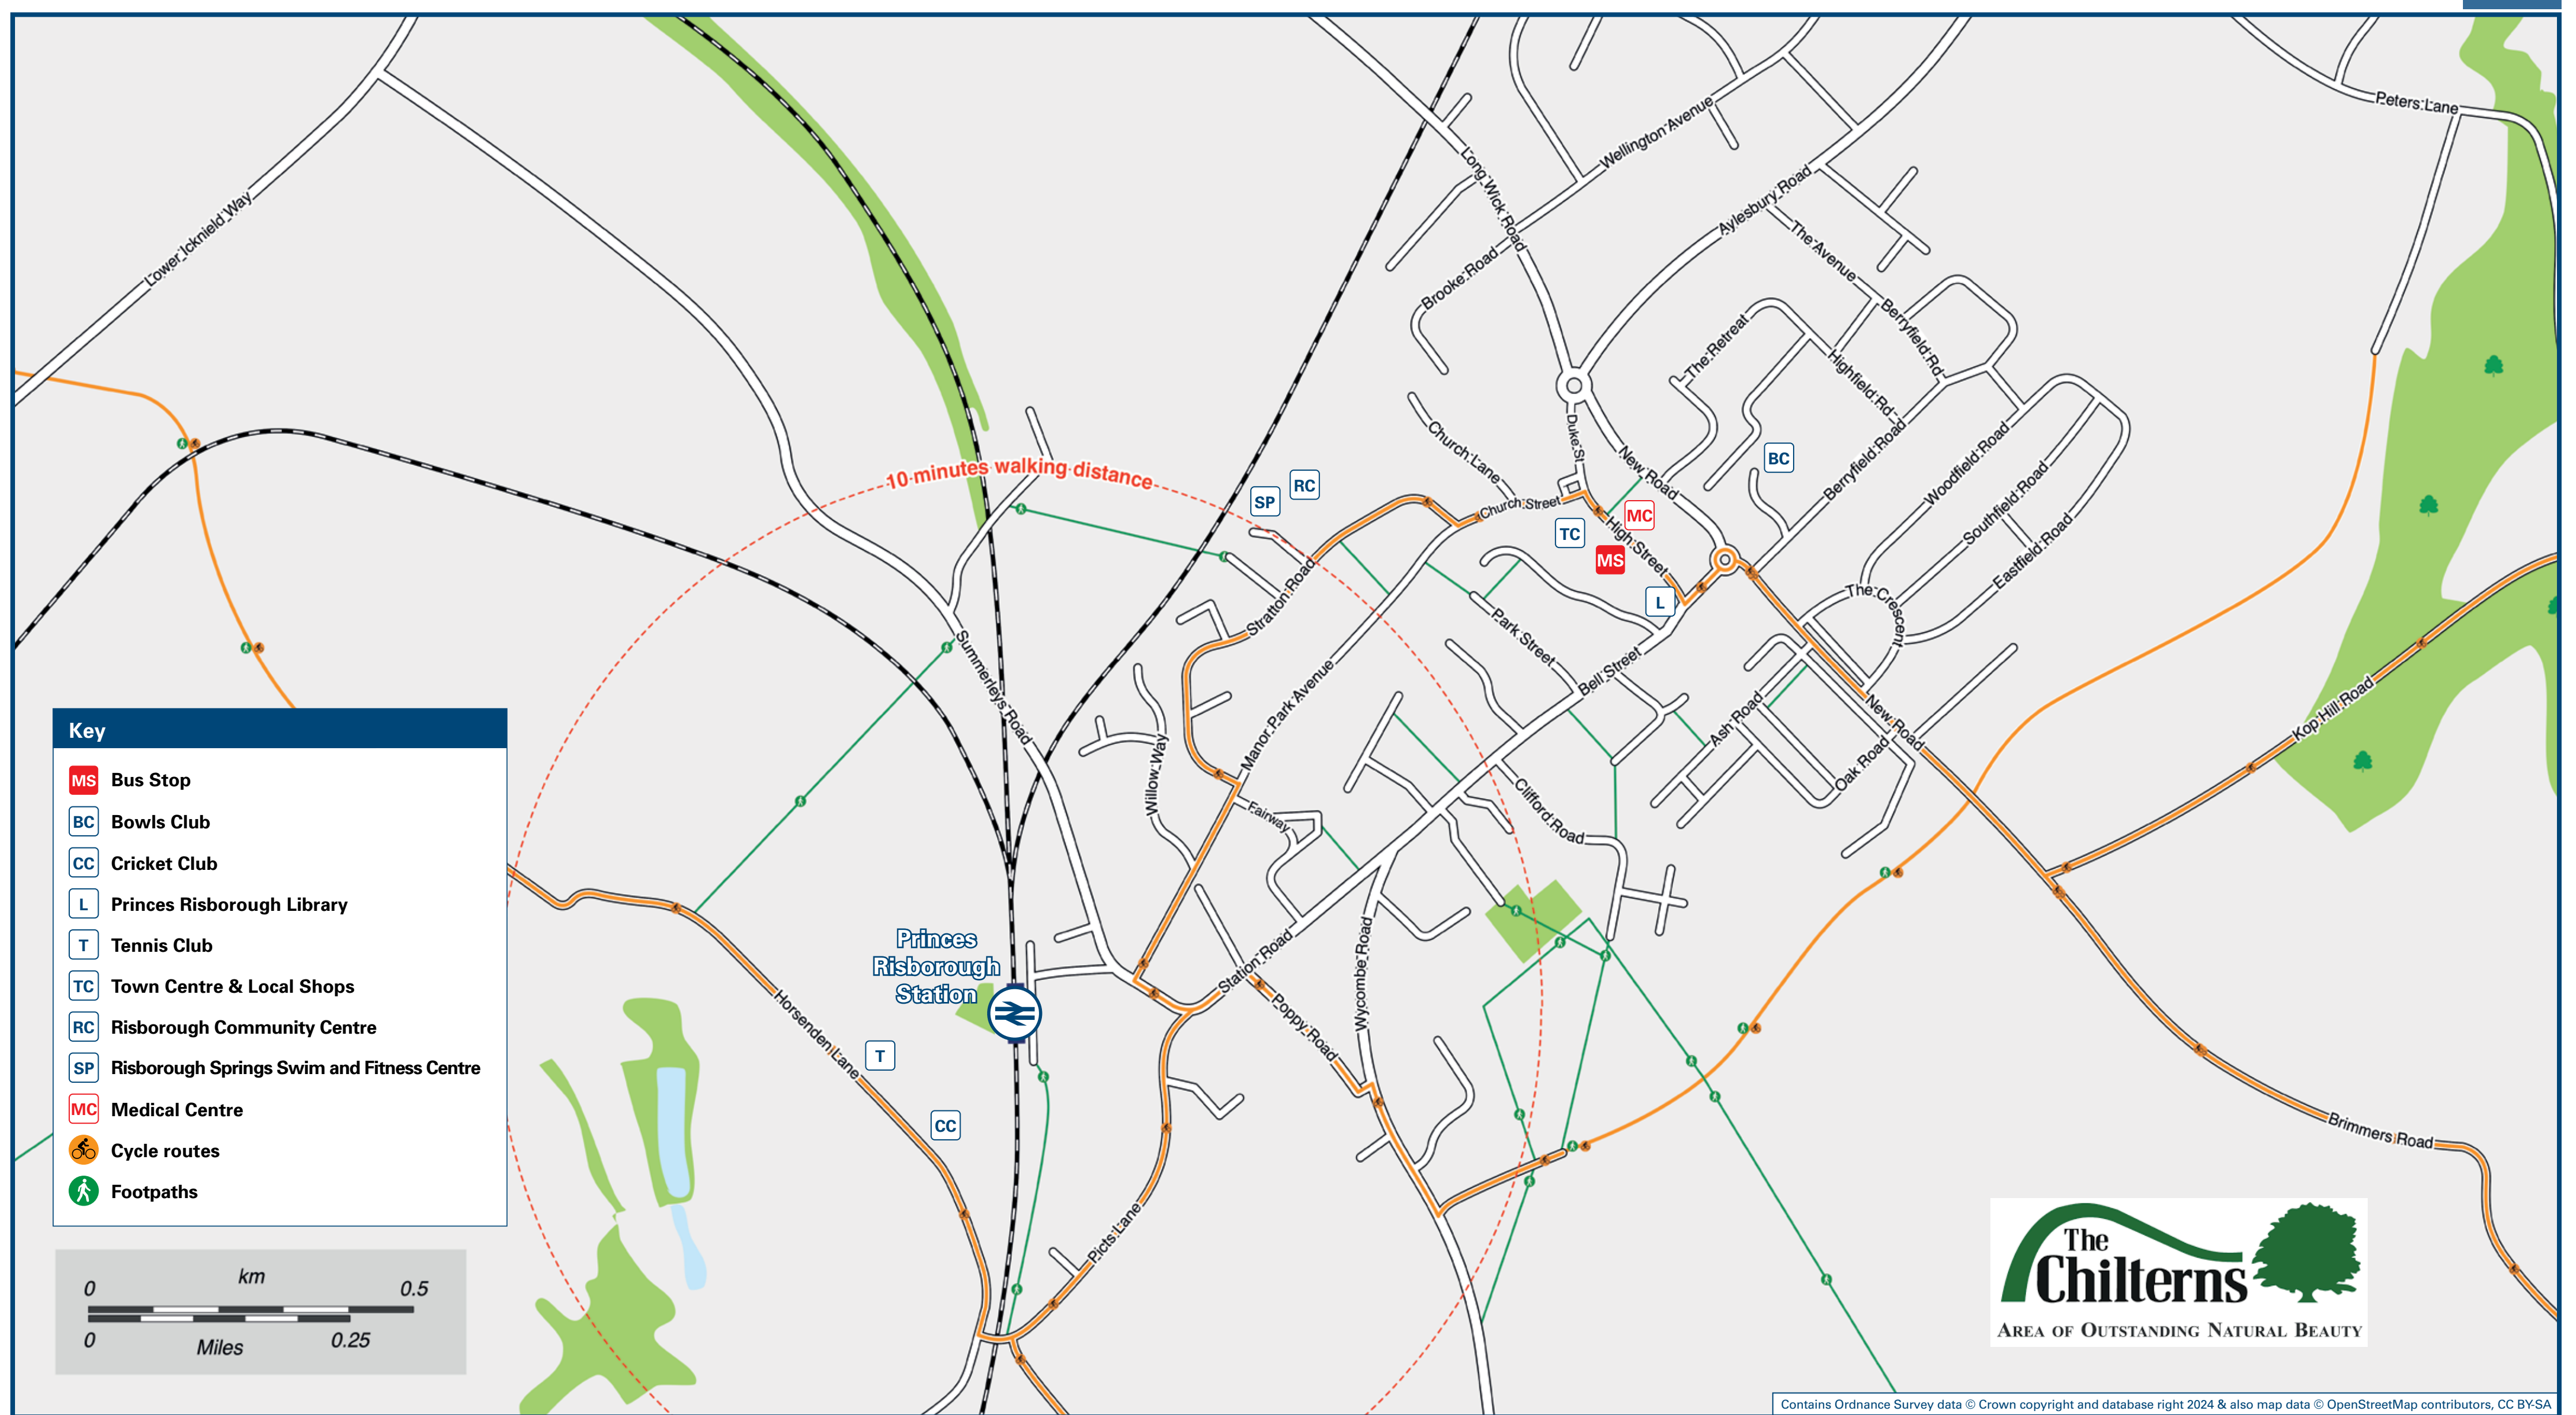 Peters Lane
Wellington Avenue
Long Wick Road
Aylesbury Road
Lower Icknield Way
The Avenue
Brooke Road
Berryfield Rd
The Retreat
Highfield Rd
Duke St
Church Lane
New Road
BC
Berryfield Road
Woodfield Road
10 minutes walking distance
RC
SP
Church Street
MC
TC
High Street
MS
Southfield Road
Eastfield Road
L
The Crescent
Stratton Road
Park Street
Summerleys Road
Bell Street
Manor Park Avenue
Ash Road
New Road
Kop Hill Road
Oak Road
Willow Way
Fairway
Clifford Road
Key
MS Bus Stop
BC Bowls Club
CC Cricket Club
L Princes Risborough Library
T Tennis Club
TC Town Centre & Local Shops
RC Risborough Community Centre
SP Risborough Springs Swim and Fitness Centre
MC Medical Centre
Cycle routes
Footpaths
Princes
Risborough
Station
Station Road
Wycombe Road
Poppy Road
Horsenden Lane
T
CC
Picts Lane
Brimmers Road
km
0 0.5
0 0.25
Miles
The
Chilterns
AREA OF OUTSTANDING NATURAL BEAUTY
Contains Ordnance Survey data © Crown copyright and database right 2024 & also map data © OpenStreetMap contributors, CC BY-SA